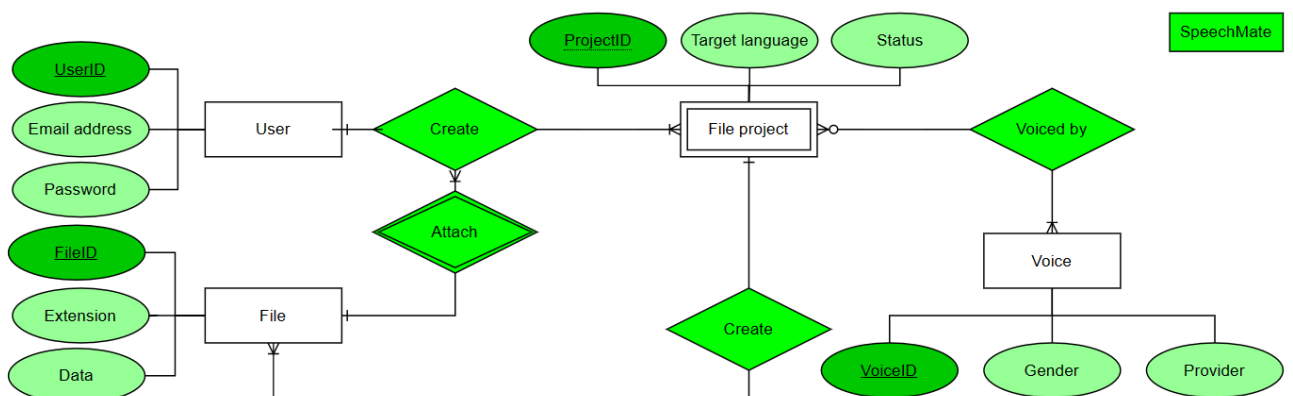 ProjectID
Target language
Status
SpeechMate
UserID
Email address
Password
User
Create
File project
Voiced by
Attach
FileID
Extension
Data
File
Create
Voice
VoiceID
Gender
Provider